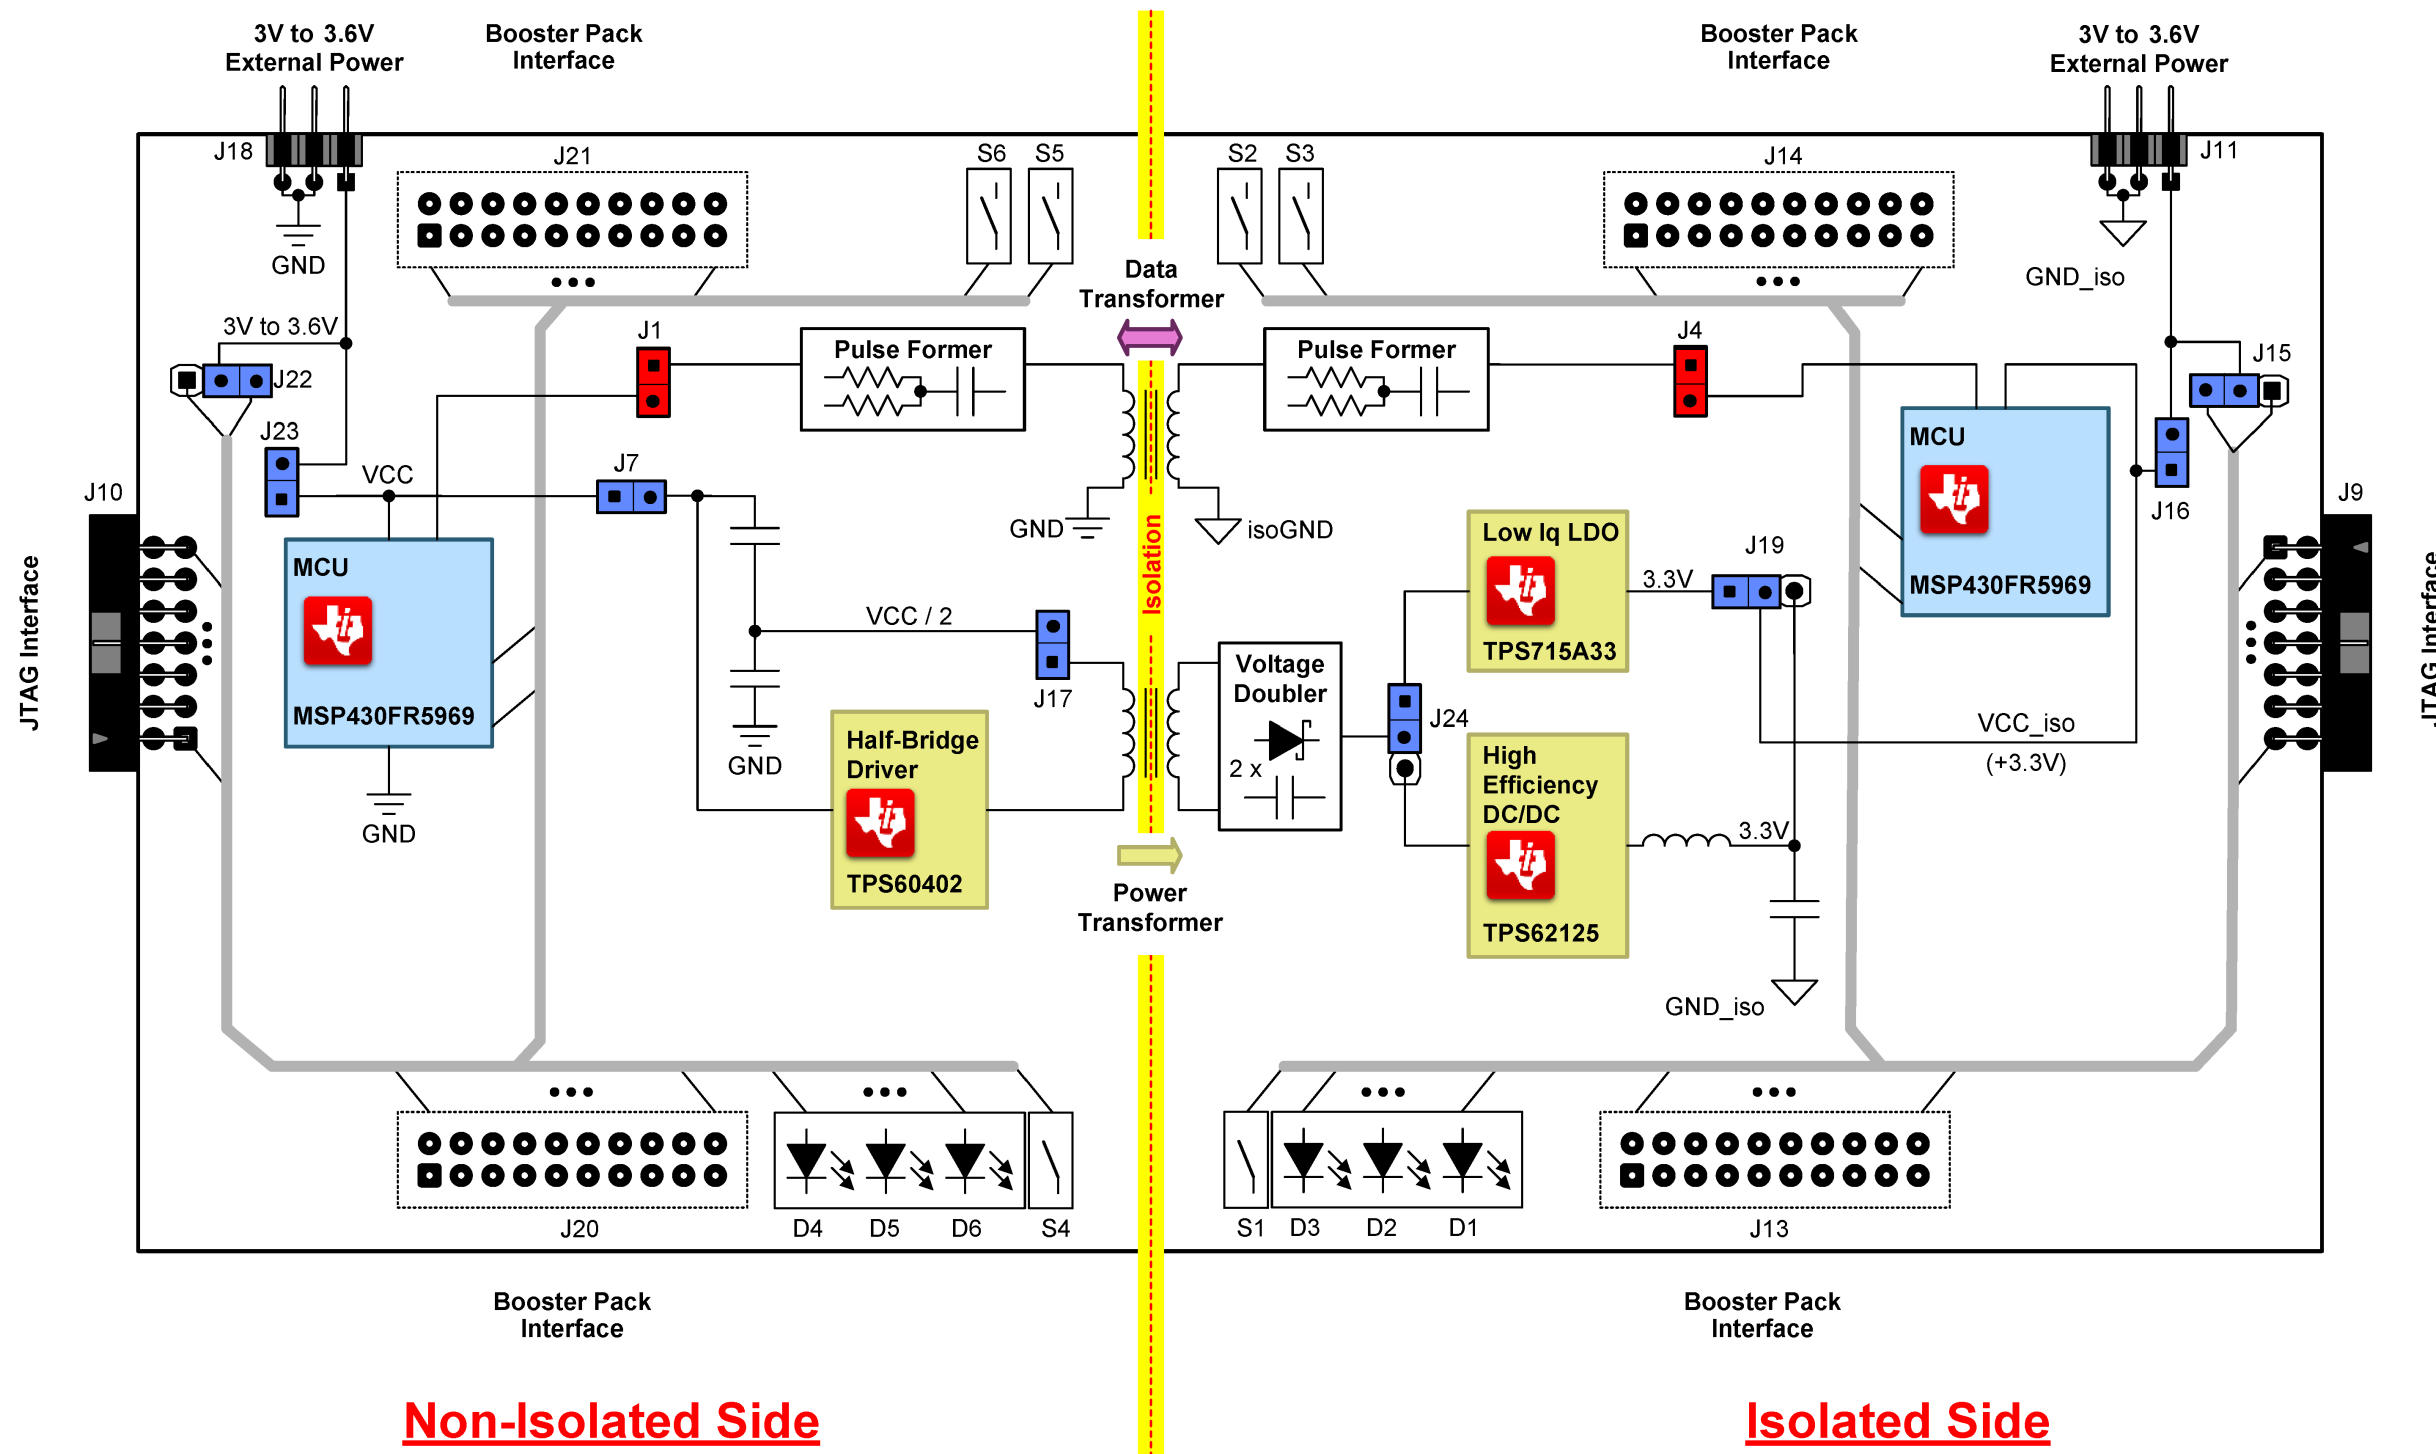 3V to 3.6V
External Power
Booster Pack
Interface
Booster Pack
Interface
3V to 3.6V
External Power
J18
J21
S6
S5
S2
S3
J14
J11
GND
Data
Transformer
GND_iso
3V to 3.6V
J1
Pulse Former
Pulse Former
J4
J22
J15
J23
VCC
J7
MCU
J10
J9
J16
GND
isoGND
Isolation
Low Iq LDO
J19
MCU
3.3V
MSP430FR5969
JTAG Interface
JTAG Interface
VCC / 2
TPS715A33
Voltage
Doubler
J17
MSP430FR5969
J24
VCC_iso
(+3.3V)
Half-Bridge
Driver
GND
2 x
High
Efficiency
DC/DC
GND
3.3V
TPS60402
Power
Transformer
TPS62125
GND_iso
J20
D4
D5
D6
S4
S1
D3
D2
D1
J13
Booster Pack
Interface
Booster Pack
Interface
Non-Isolated Side
Isolated Side